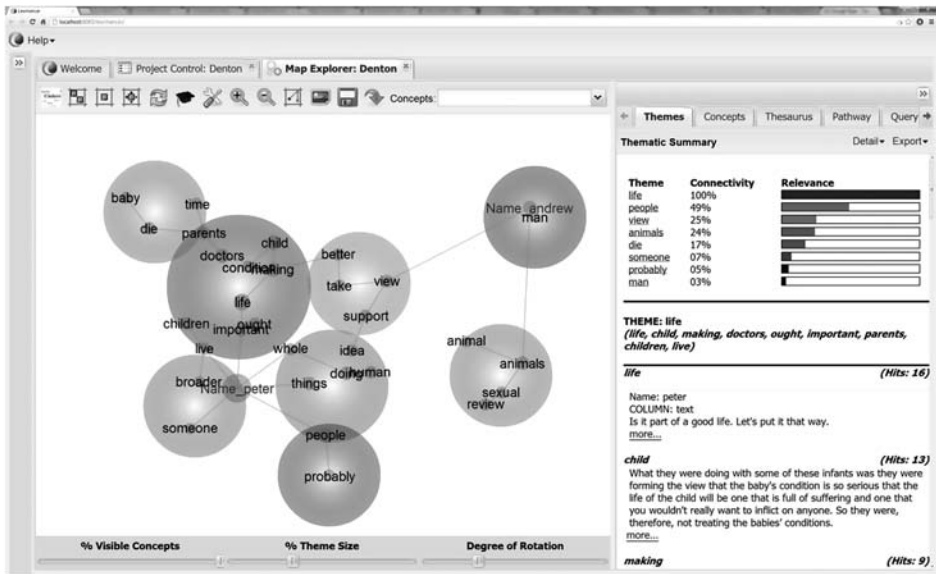 Help
Welcome
Project Control: Denton
Map Explorer: Denton
Concepts:
baby
time
die
parents
doctors
child
condition
making
life
ought
important
children
live
better
take
view
support
whole
idea
doing
human
things
broader
Name_peter
someone
people
probably
Name_andrew
man
animal
animals
sexual
review
% Visible Concepts
% Theme Size
Degree of Rotation
Themes
Concepts
Thesaurus
Pathway
Query
Thematic Summary
Detail
Export
Theme Connectivity Relevance
life 100%
people 49%
view 25%
animals 24%
die 17%
someone 07%
probably 05%
man 03%
THEME: life
(life, child, making, doctors, ought, important, parents,
children, live)
life (Hits: 16)
Name: peter
COLUMN: text
Is it part of a good life. Let's put it that way.
more...
child (Hits: 13)
What they were doing with some of these infants was they were
forming the view that the baby's condition is so serious that the
life of the child will be one that is full of suffering and one that
you wouldn't really want to inflict on anyone. So they were,
therefore, not treating the babies' conditions.
more...
making (Hits: 9)